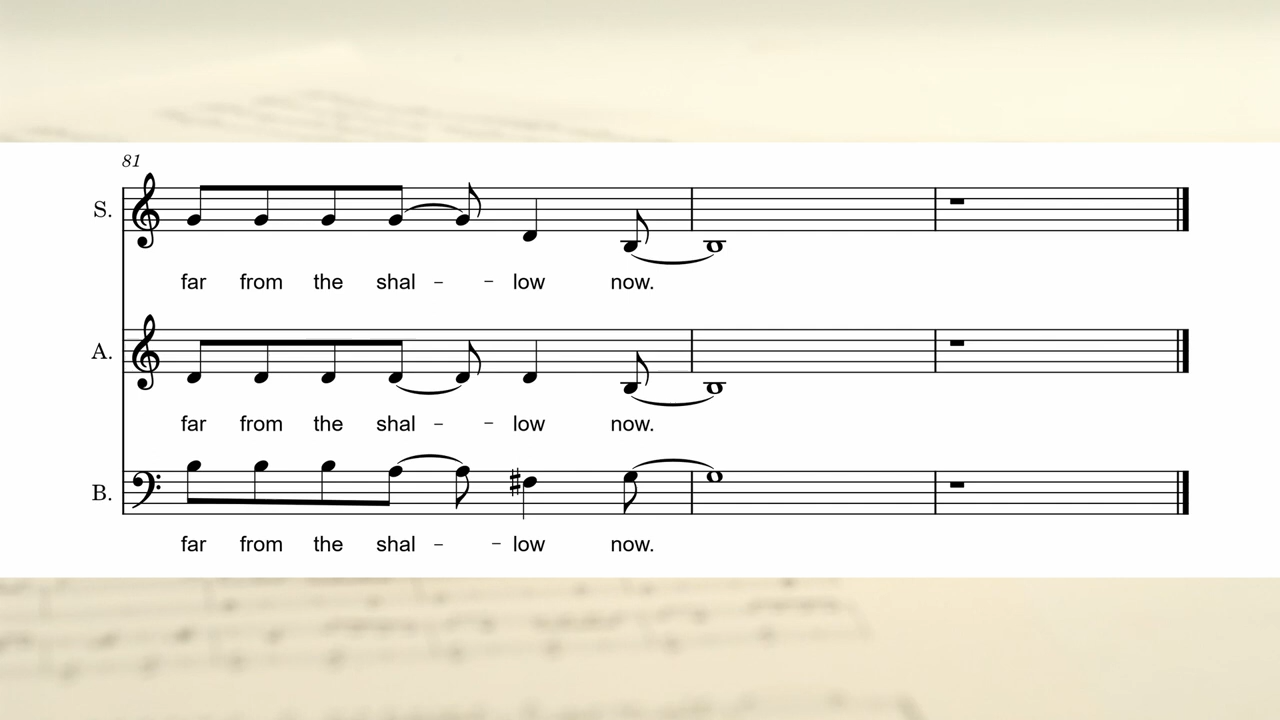 81
S.
far from the shal - - low now.
A.
far from the shal - - low now.
B.
far from the shal - - low now.